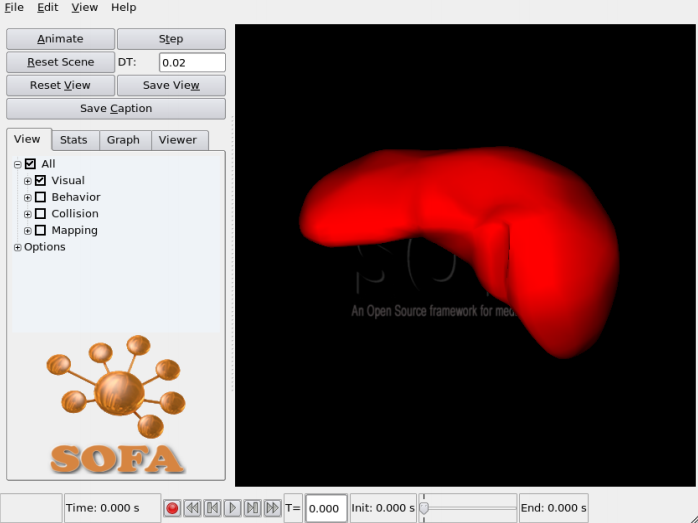 File Edit View Help
Animate Step
Reset Scene DT: 0.02
Reset View Save View
Save Caption
View Stats Graph Viewer
All
Visual
Behavior
Collision
Mapping
Options
An Open Source framework for
SOFA
Time: 0.000 s T= 0.000 Init: 0.000 s End: 0.000 s